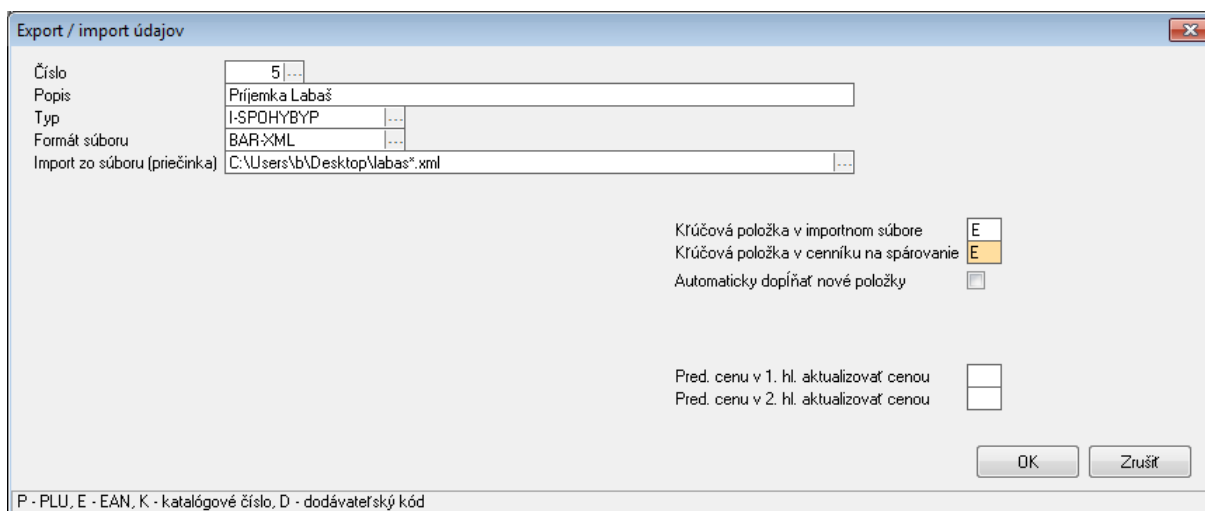 Export / import údajov
Číslo 5 ...
Popis Príjemka Labaš
Typ I-SPOHYBYP ...
Formát súboru BAR-XML ...
Import zo súboru (priečinka) C:\Users\b\Desktop\labas*.xml ...
Kľúčová položka v importnom súbore E
Kľúčová položka v cenníku na spárovanie E
Automaticky dopĺňať nové položky
Pred. cenu v 1. hl. aktualizovať cenou
Pred. cenu v 2. hl. aktualizovať cenou
OK Zrušiť
P - PLU, E - EAN, K - katalógové číslo, D - dodávateľský kód